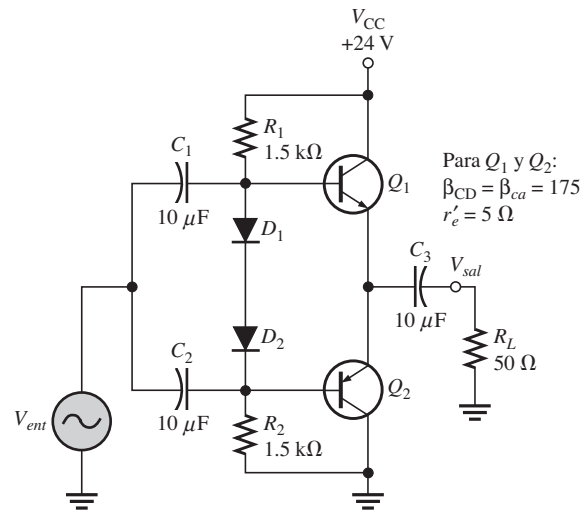 V_CC
+24 V
R_1
1.5 kΩ
C_1
10 μF
Q_1
Para Q_1 y Q_2:
β_CD = β_ca = 175
r'_e = 5 Ω
D_1
C_3
V_sal
10 μF
R_L
50 Ω
D_2
C_2
10 μF
Q_2
V_ent
R_2
1.5 kΩ